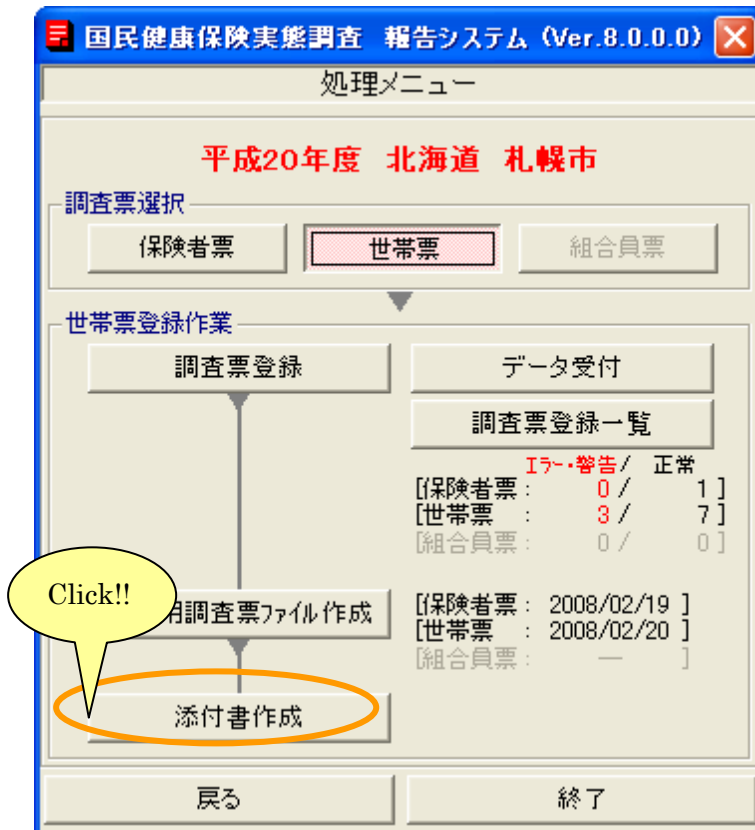 国民健康保険実態調査 報告システム (Ver.8.0.0.0)
処理メニュー
平成20年度 北海道 札幌市
調査票選択
保険者票 世帯票 組合員票
世帯票登録作業
調査票登録 データ受付
調査票登録一覧
エラー・警告/ 正常
[保険者票: 0/ 1]
[世帯票 : 3/ 7]
[組合員票: 0/ 0]
Click!!
用調査票ファイル作成
[保険者票: 2008/02/19 ]
[世帯票 : 2008/02/20 ]
[組合員票: ― ]
添付書作成
戻る 終了